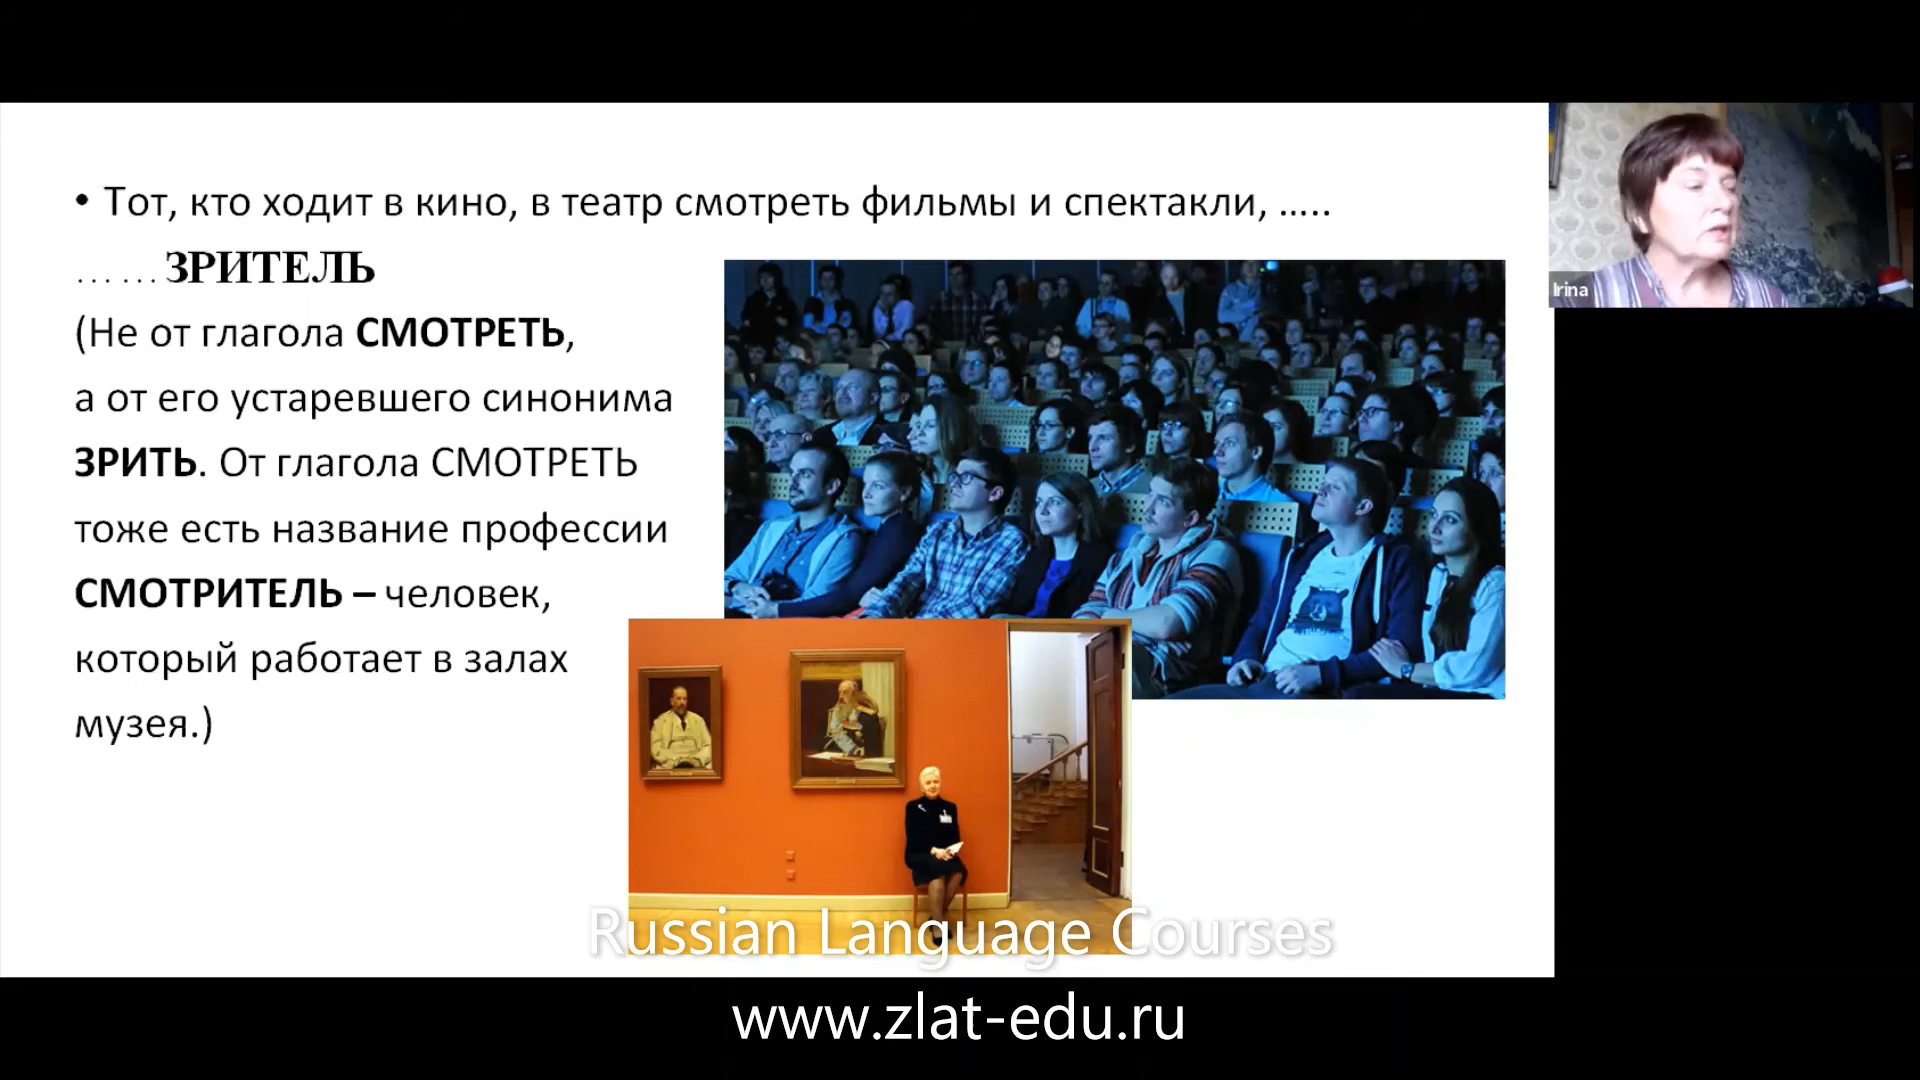 • Тот, кто ходит в кино, в театр смотреть фильмы и спектакли, …..
……ЗРИТЕЛЬ
(Не от глагола СМОТРЕТЬ,
а от его устаревшего синонима
ЗРИТЬ. От глагола СМОТРЕТЬ
тоже есть название профессии
СМОТРИТЕЛЬ – человек,
который работает в залах
музея.)
Irina
Russian Language Courses
www.zlat-edu.ru